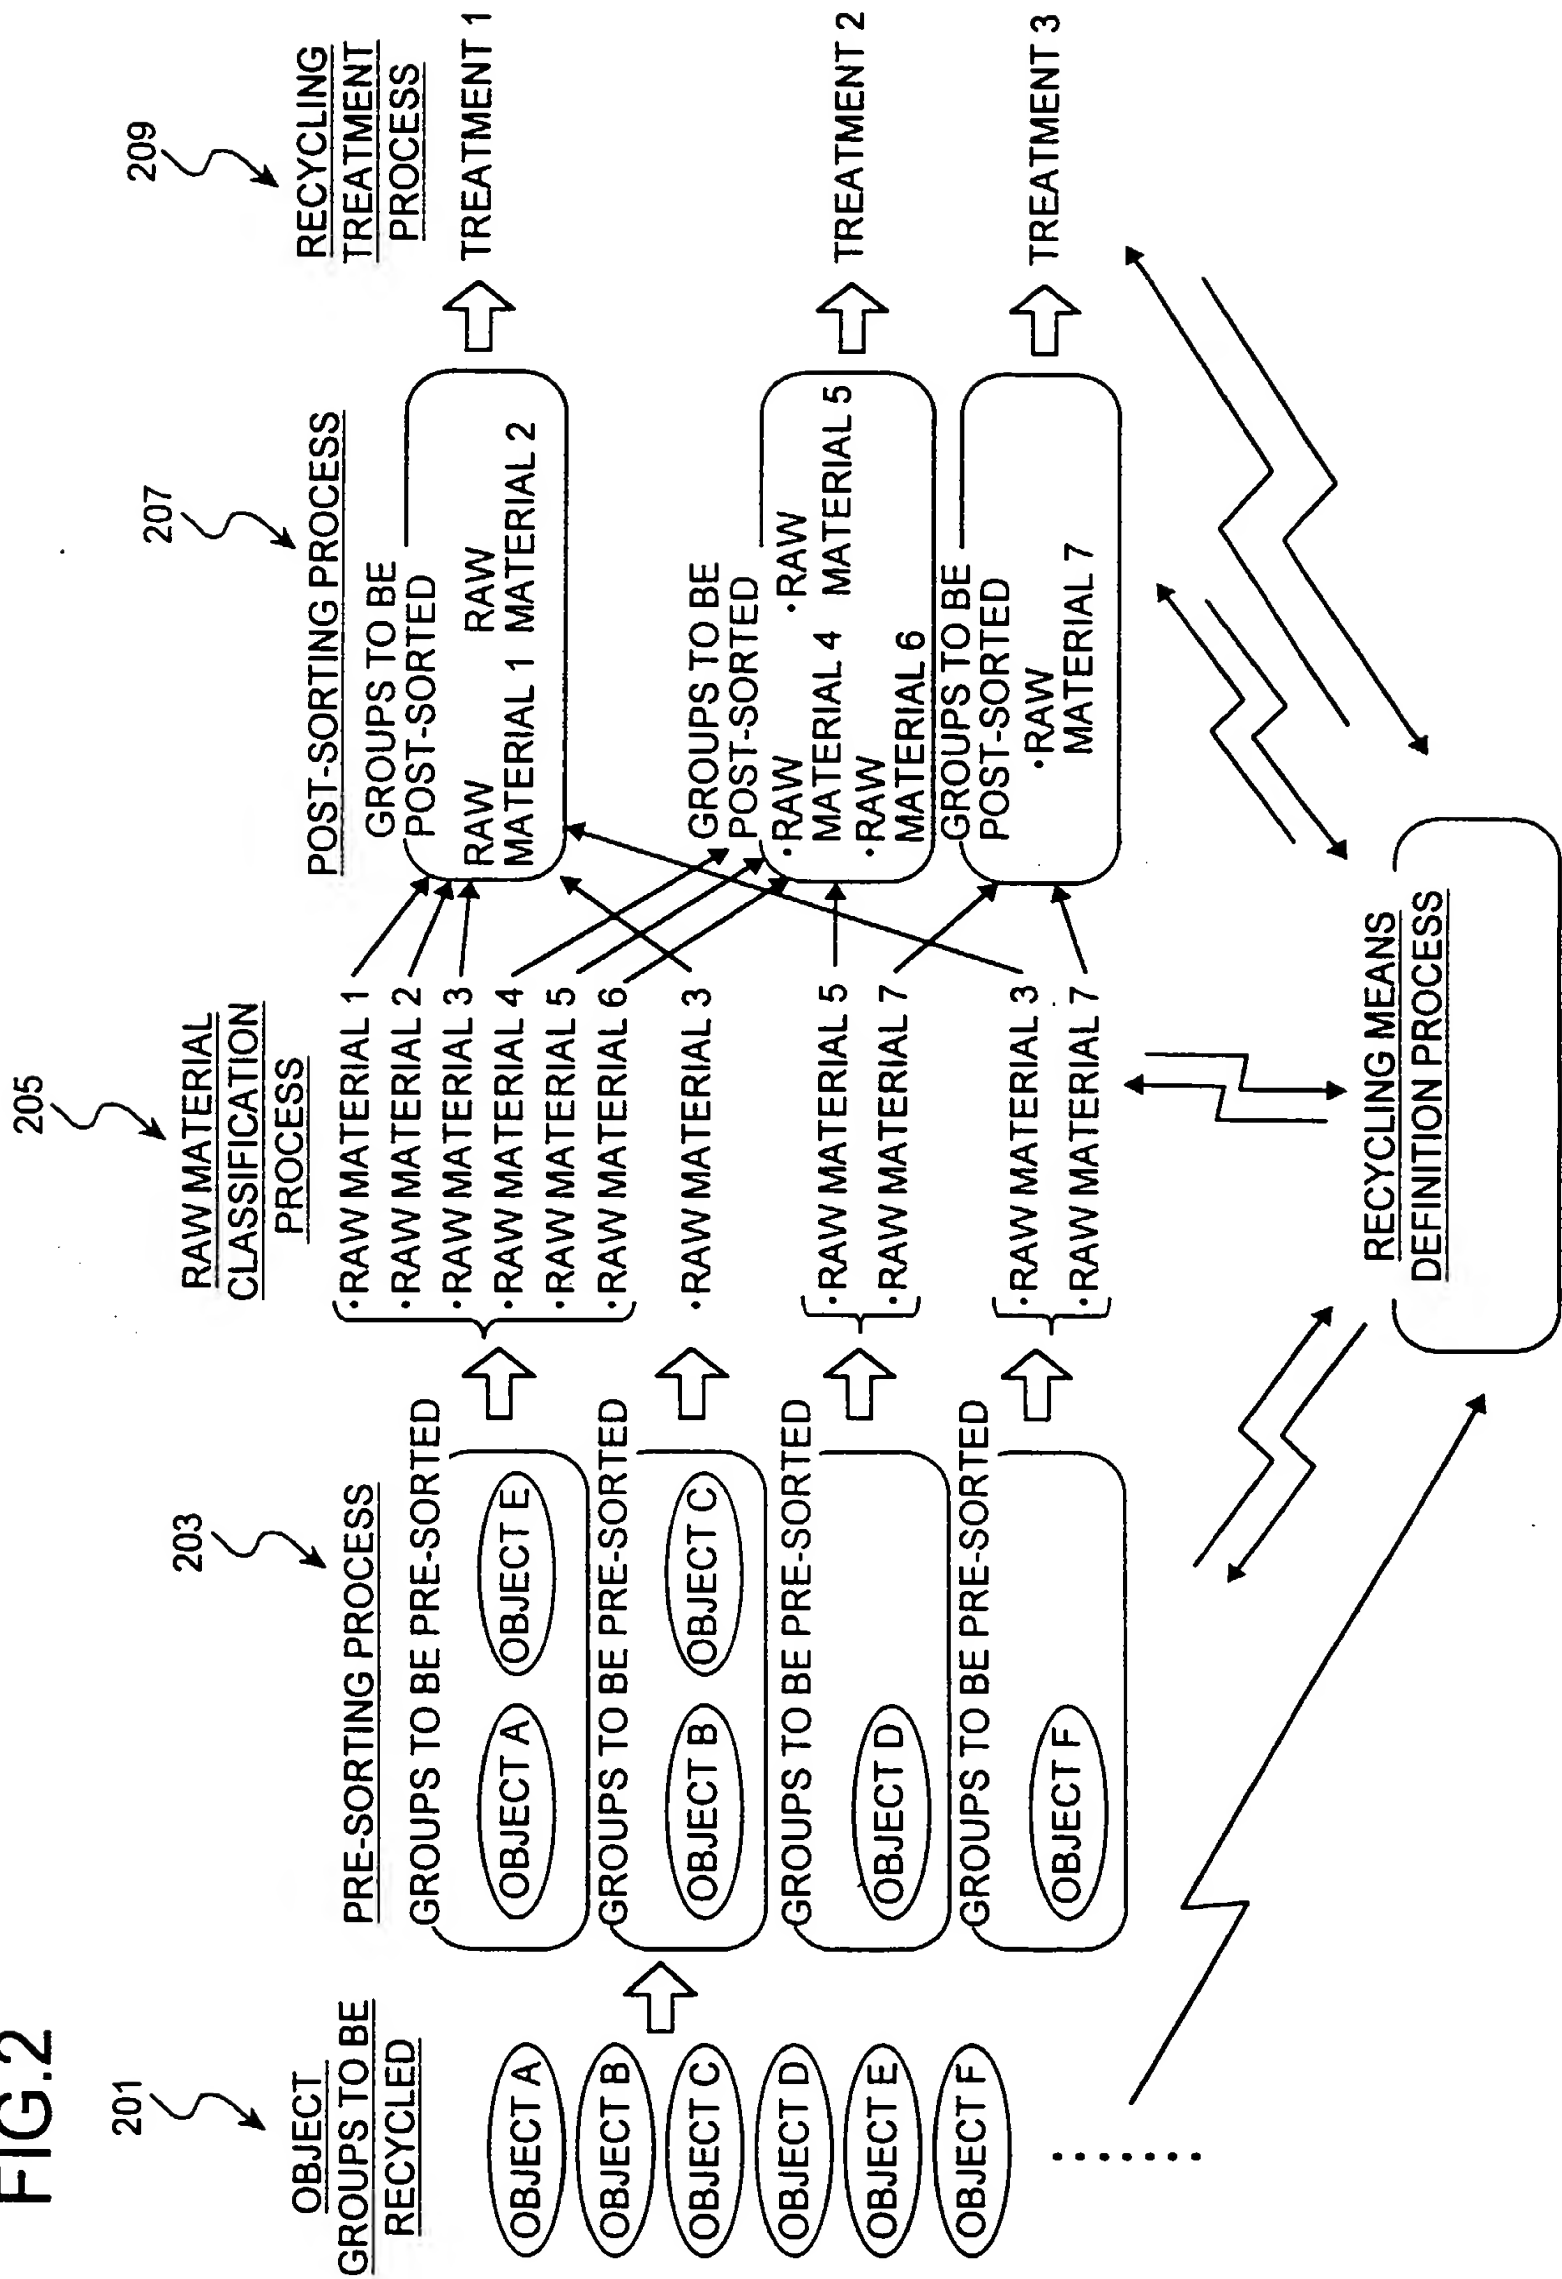 FIG.2
201
OBJECT
GROUPS TO BE
RECYCLED
OBJECT A
OBJECT B
OBJECT C
OBJECT D
OBJECT E
OBJECT F
.......
203
PRE-SORTING PROCESS
GROUPS TO BE PRE-SORTED
OBJECT A
OBJECT E
GROUPS TO BE PRE-SORTED
OBJECT B
OBJECT C
GROUPS TO BE PRE-SORTED
OBJECT D
GROUPS TO BE PRE-SORTED
OBJECT F
205
RAW MATERIAL
CLASSIFICATION
PROCESS
·RAW MATERIAL 1
·RAW MATERIAL 2
·RAW MATERIAL 3
·RAW MATERIAL 4
·RAW MATERIAL 5
·RAW MATERIAL 6
·RAW MATERIAL 3
·RAW MATERIAL 5
·RAW MATERIAL 7
·RAW MATERIAL 3
·RAW MATERIAL 7
207
POST-SORTING PROCESS
GROUPS TO BE
POST-SORTED
RAW
MATERIAL 1
RAW
MATERIAL 2
GROUPS TO BE
POST-SORTED
·RAW
MATERIAL 4
·RAW
MATERIAL 5
·RAW
MATERIAL 6
GROUPS TO BE
POST-SORTED
·RAW
MATERIAL 7
209
RECYCLING
TREATMENT
PROCESS
TREATMENT 1
TREATMENT 2
TREATMENT 3
RECYCLING MEANS
DEFINITION PROCESS